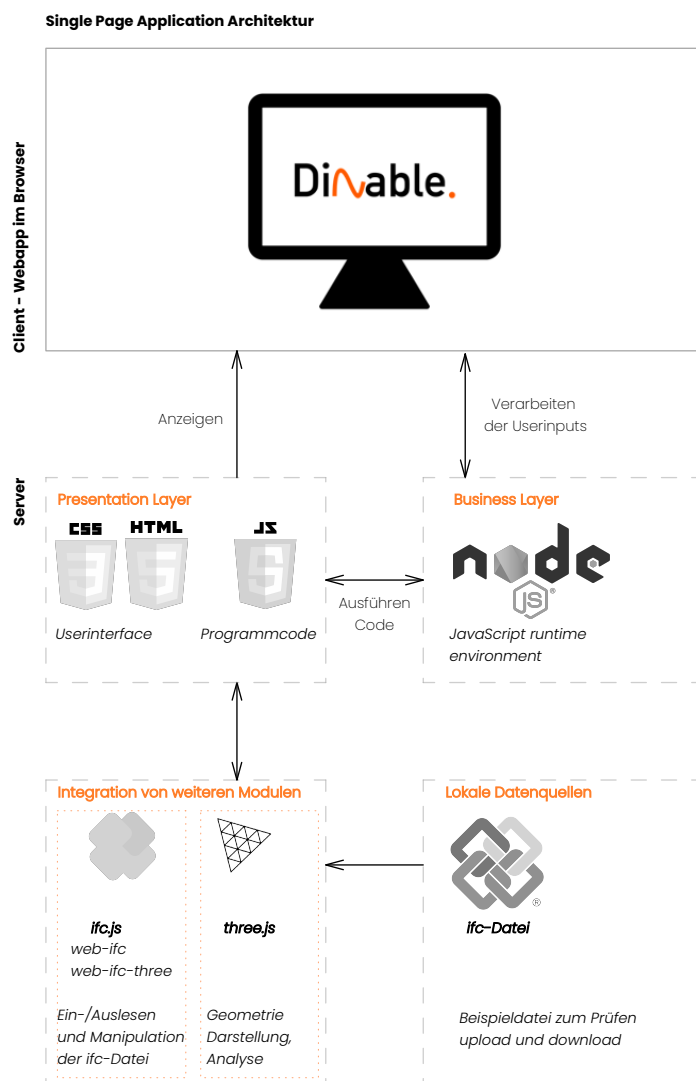 Single Page Application Architektur
Client - Webapp im Browser
Dinable.
Anzeigen
Verarbeiten
der Userinputs
Server
Presentation Layer
CSS HTML JS
Userinterface Programmcode
Ausführen
Code
Business Layer
node
JS®
JavaScript runtime
environment
Integration von weiteren Modulen
ifc.js
web-ifc
web-ifc-three
Ein-/Auslesen
und Manipulation
der ifc-Datei
three.js
Geometrie
Darstellung,
Analyse
Lokale Datenquellen
®
ifc-Datei
Beispieldatei zum Prüfen
upload und download